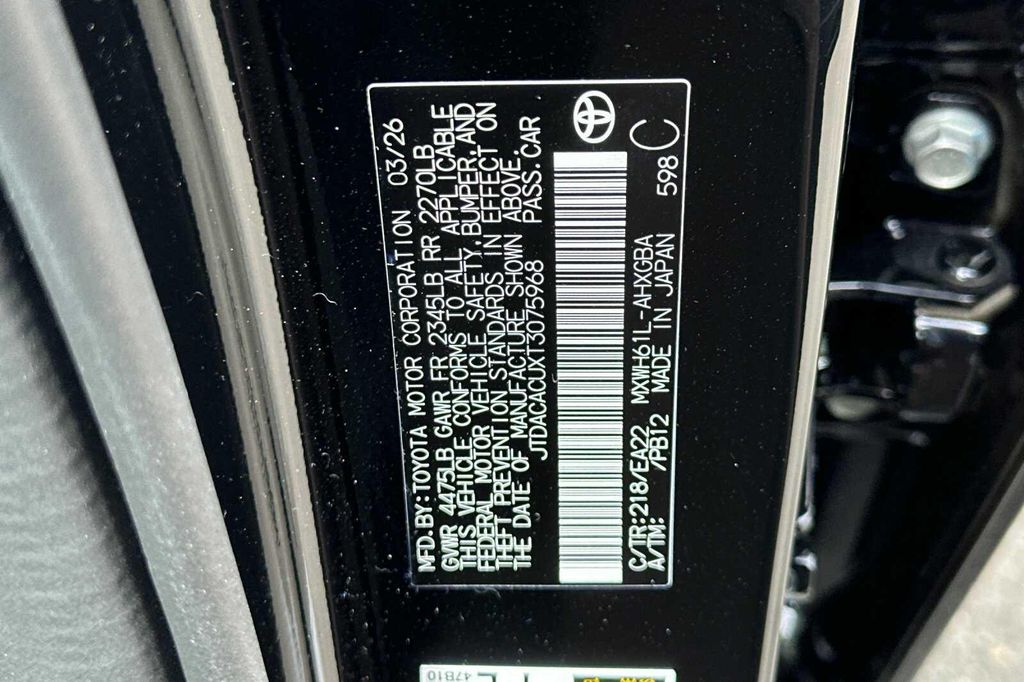 MFD.BY:TOYOTA MOTOR CORPORATION 03/26
GVWR 4475LB GAWR FR 2345LB RR 2270LB
THIS VEHICLE CONFORMS TO ALL APPLICABLE
FEDERAL MOTOR VEHICLE SAFETY,BUMPER,AND
THEFT PREVENTION STANDARDS IN EFFECT ON
THE DATE OF MANUFACTURE SHOWN ABOVE.
JTDACACUXT3075968 PASS.CAR
C/TR:218/EA22 MXWH61L-AHXGBA 598
A/TM: /PB12 MADE IN JAPAN C
47B10